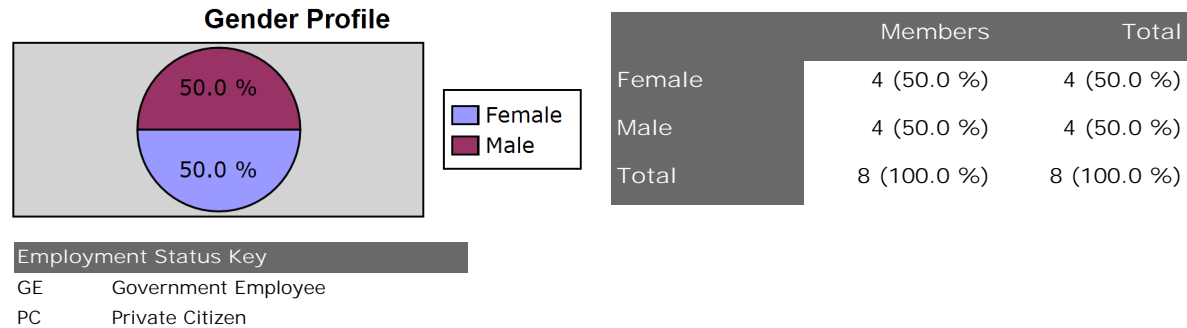 Gender Profile
50.0 %
50.0 %
Female
Male
Members Total
Female 4 (50.0 %) 4 (50.0 %)
Male 4 (50.0 %) 4 (50.0 %)
Total 8 (100.0 %) 8 (100.0 %)
Employment Status Key
GE Government Employee
PC Private Citizen